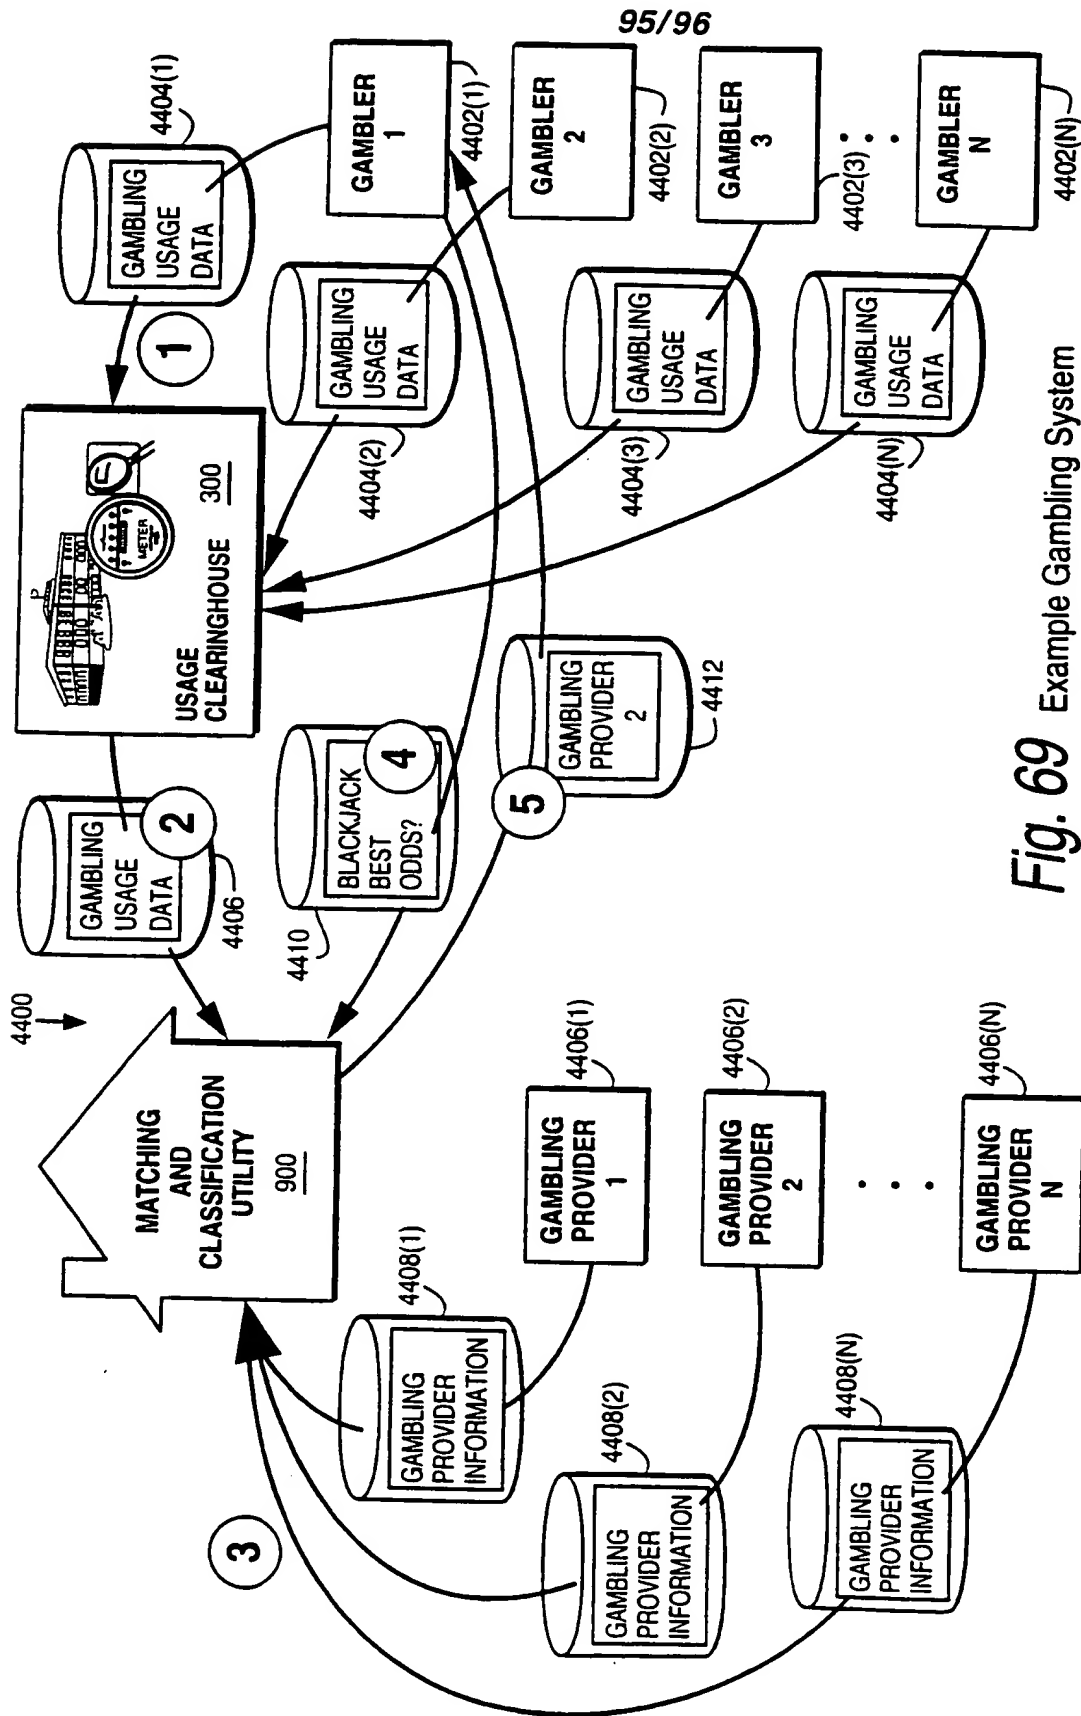 95/96
4400
MATCHING
AND
CLASSIFICATION
UTILITY
900
GAMBLING
USAGE
DATA
2
4406
USAGE
CLEARINGHOUSE
300
METER
1
GAMBLING
USAGE
DATA
4404(1)
GAMBLER
1
4402(1)
GAMBLING
USAGE
DATA
4404(2)
GAMBLER
2
4402(2)
GAMBLING
USAGE
DATA
4404(3)
GAMBLER
3
4402(3)
GAMBLING
USAGE
DATA
4404(N)
GAMBLER
N
4402(N)
BLACKJACK
BEST
ODDS?
4
4410
5
GAMBLING
PROVIDER
2
4412
3
GAMBLING
PROVIDER
INFORMATION
4408(1)
GAMBLING
PROVIDER
1
4406(1)
GAMBLING
PROVIDER
INFORMATION
4408(2)
GAMBLING
PROVIDER
2
4406(2)
GAMBLING
PROVIDER
INFORMATION
4408(N)
GAMBLING
PROVIDER
N
4406(N)
Fig. 69 Example Gambling System